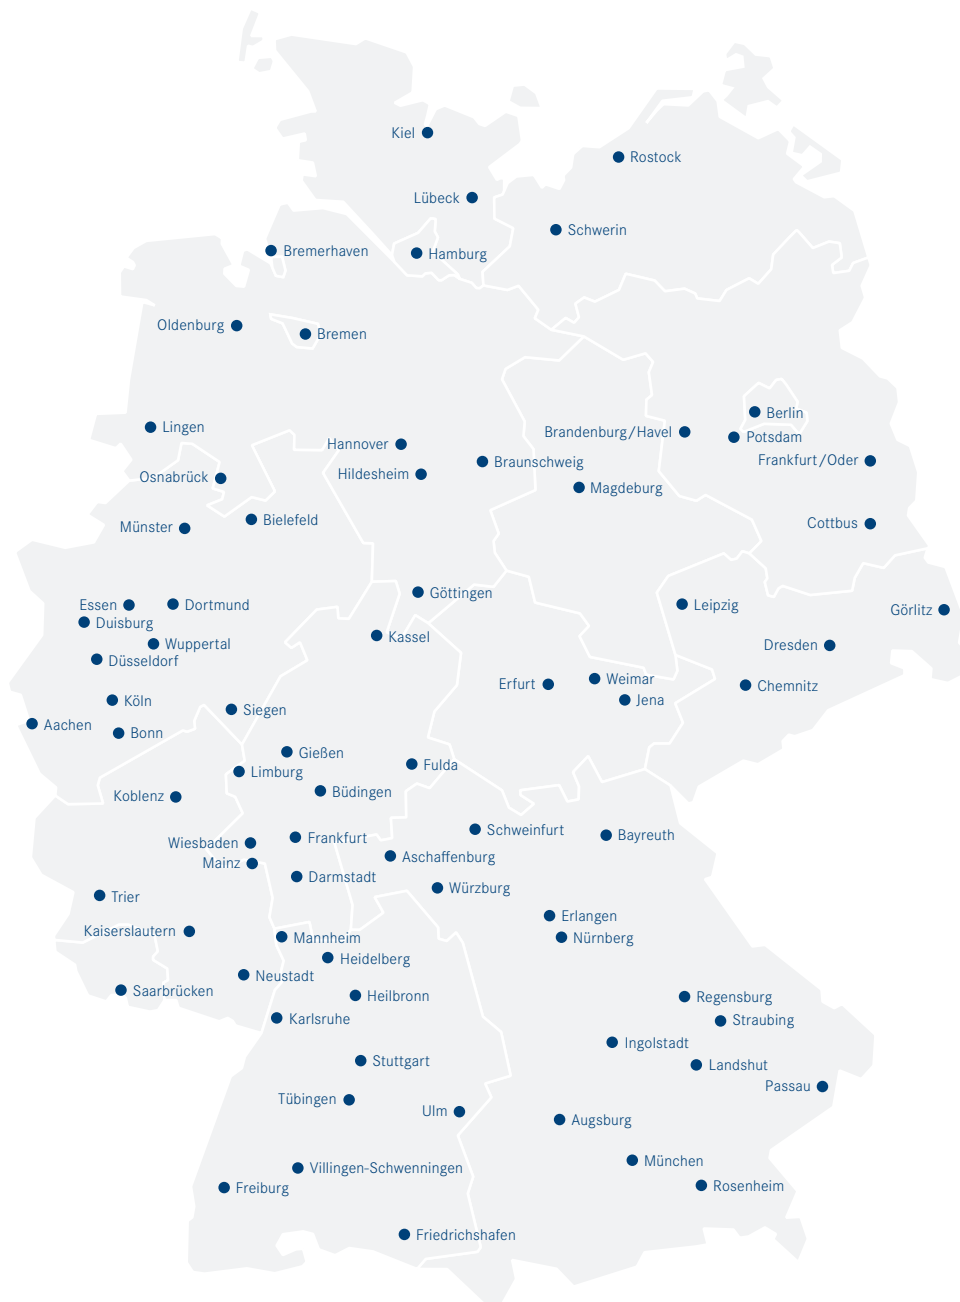 Kiel
Rostock
Lübeck
Schwerin
Bremerhaven
Hamburg
Oldenburg
Bremen
Berlin
Lingen
Brandenburg/Havel
Potsdam
Hannover
Frankfurt/Oder
Braunschweig
Hildesheim
Osnabrück
Magdeburg
Bielefeld
Cottbus
Münster
Göttingen
Essen
Dortmund
Leipzig
Görlitz
Duisburg
Kassel
Wuppertal
Dresden
Düsseldorf
Weimar
Erfurt
Chemnitz
Köln
Jena
Siegen
Aachen
Bonn
Gießen
Fulda
Limburg
Büdingen
Koblenz
Schweinfurt
Bayreuth
Frankfurt
Wiesbaden
Aschaffenburg
Mainz
Darmstadt
Würzburg
Trier
Erlangen
Kaiserslautern
Mannheim
Nürnberg
Heidelberg
Neustadt
Saarbrücken
Heilbronn
Regensburg
Karlsruhe
Straubing
Ingolstadt
Stuttgart
Landshut
Passau
Tübingen
Ulm
Augsburg
München
Villingen-Schwenningen
Rosenheim
Freiburg
Friedrichshafen